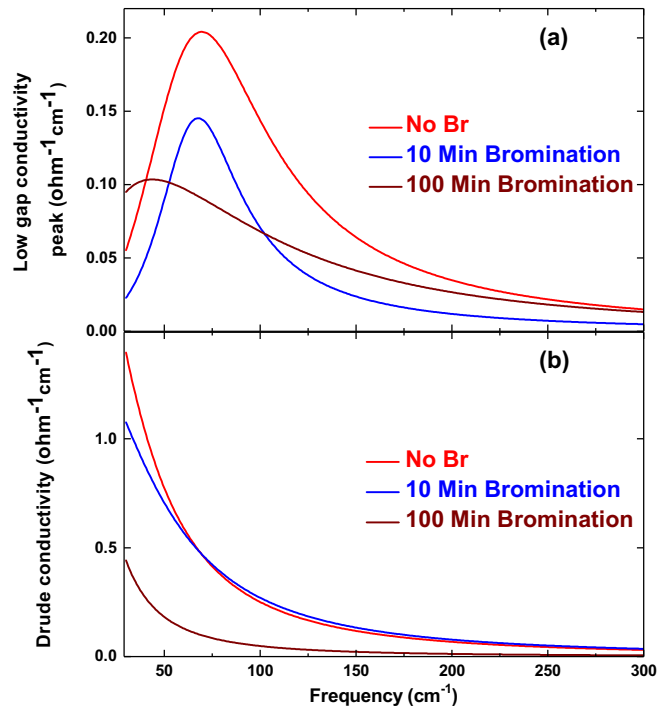 (a)
Low gap conductivity
peak (ohm⁻¹cm⁻¹)
0.20
0.15
0.10
0.05
0.00
No Br
10 Min Bromination
100 Min Bromination
(b)
Drude conductivity (ohm⁻¹cm⁻¹)
1.0
0.5
0.0
No Br
10 Min Bromination
100 Min Bromination
50 100 150 200 250 300
Frequency (cm⁻¹)